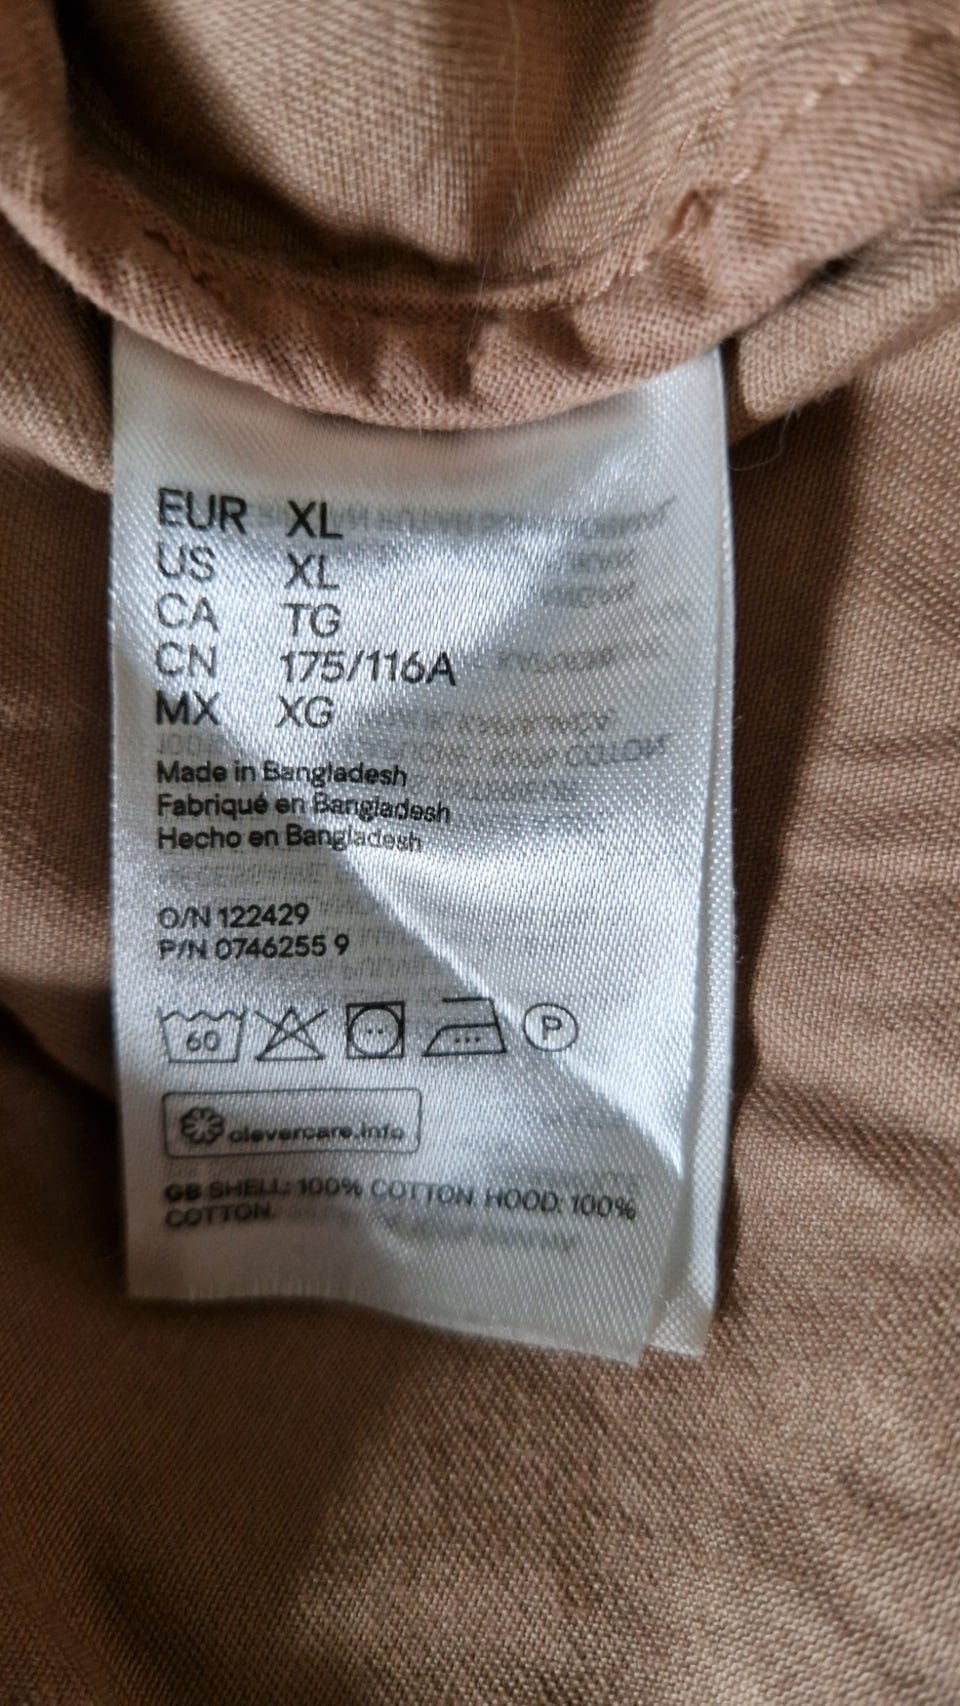 EUR XL
US XL
CA TG
CN 175/116A
MX XG
Made in Bangladesh
Fabriqué en Bangladesh
Hecho en Bangladesh
O/N 122429
P/N 0746255 9
60 P
clevercare.info
GB SHELL: 100% COTTON. HOOD: 100%
COTTON.